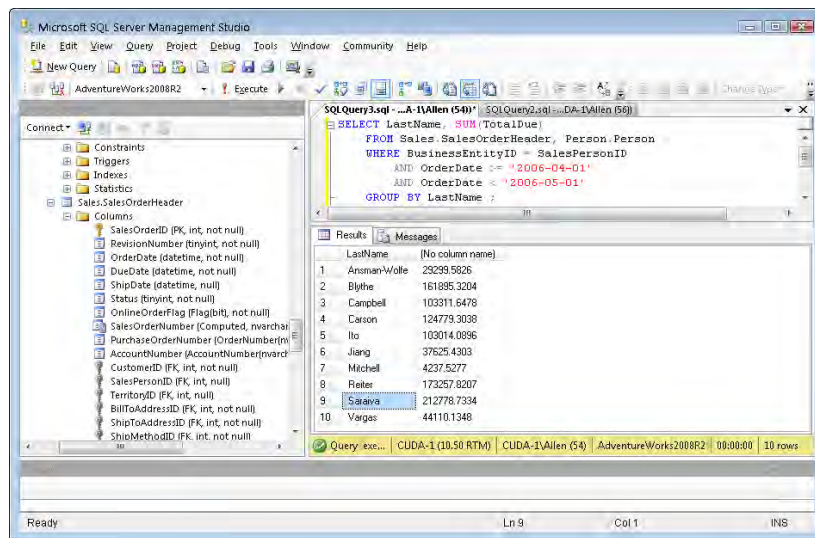 Microsoft SQL Server Management Studio
File Edit View Query Project Debug Tools Window Community Help
New Query
AdventureWorks2008R2 Execute
Change Type
SQLQuery3.sql - ...A-1\Allen (54))* SQLQuery2.sql -...DA-1\Allen (56))
Connect
Constraints
Triggers
Indexes
Statistics
Sales.SalesOrderHeader
Columns
SalesOrderID (PK, int, not null)
RevisionNumber (tinyint, not null)
OrderDate (datetime, not null)
DueDate (datetime, not null)
ShipDate (datetime, null)
Status (tinyint, not null)
OnlineOrderFlag (Flag(bit), not null)
SalesOrderNumber (Computed, nvarchar
PurchaseOrderNumber (OrderNumber(nv
AccountNumber (AccountNumber(nvarch
CustomerID (FK, int, not null)
SalesPersonID (FK, int, null)
TerritoryID (FK, int, null)
BillToAddressID (FK, int, not null)
ShipToAddressID (FK, int, not null)
ShipMethodID (FK, int, not null)
SELECT LastName, SUM(TotalDue)
FROM Sales.SalesOrderHeader, Person.Person
WHERE BusinessEntityID = SalesPersonID
AND OrderDate >= '2006-04-01'
AND OrderDate < '2006-05-01'
GROUP BY LastName ;
Results Messages
LastName (No column name)
1 Ansman-Wolfe 29299.5826
2 Blythe 161895.3204
3 Campbell 103311.6478
4 Carson 124779.3038
5 Ito 103014.0896
6 Jiang 37625.4303
7 Mitchell 4237.5277
8 Reiter 173257.8207
9 Saraiva 212778.7334
10 Vargas 44110.1348
Query exe... CUDA-1 (10.50 RTM) CUDA-1\Allen (54) AdventureWorks2008R2 00:00:00 10 rows
Ready Ln 9 Col 1 INS